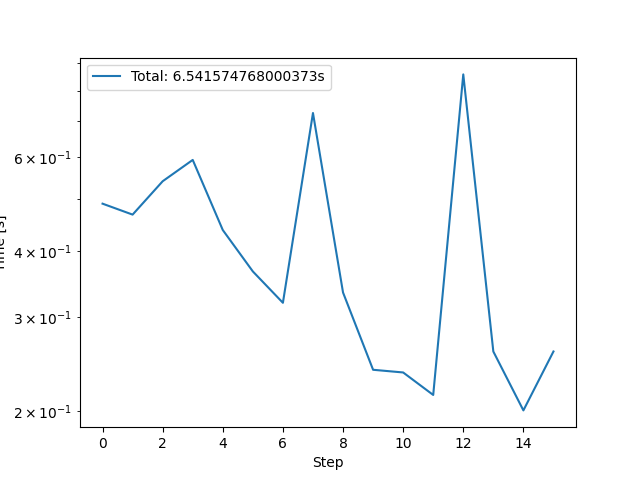 Total: 6.541574768000373s
6 × 10⁻¹
4 × 10⁻¹
3 × 10⁻¹
2 × 10⁻¹
Time [s]
0 2 4 6 8 10 12 14
Step